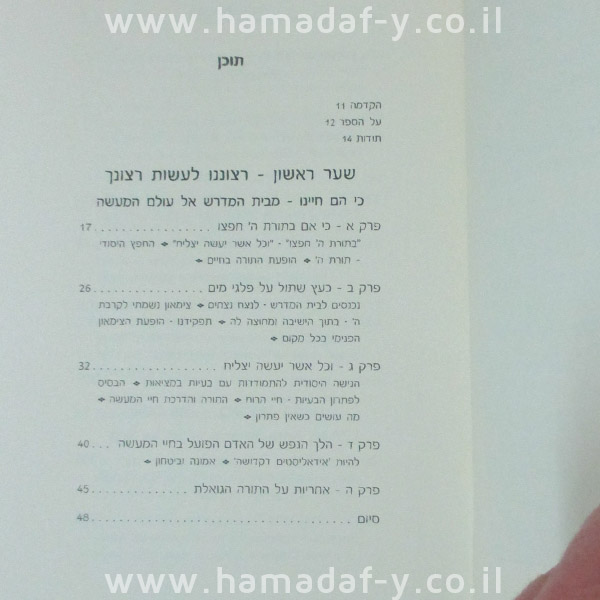 www.hamadaf-y.co.il
תוכן
הקדמה 11
על הספר 12
תודות 14
שער ראשון - רצוננו לעשות רצונך
כי הם חיינו - מבית המדרש אל עולם המעשה
פרק א - כי אם בתורת ה' חפצו .................. 17
"בתורת ה' חפצו" - "וכל אשר יעשה יצליח" ❖ החפץ היסודי
- תורת ה' ❖ הופעת התורה בחיים ❖
פרק ב - כעץ שתול על פלגי מים ................ 26
נכנסים לבית המדרש - לנצח נצחים ❖ צימאון נשמתי לקרבת
ה' - בתוך הישיבה ומחוצה לה ❖ תפקידנו - הופעת הצימאון
הפנימי בכל מקום ❖
פרק ג - וכל אשר יעשה יצליח .................. 32
הגישה היסודית להתמודדות עם בעיות במציאות ❖ הבסיס
לפתרון הבעיות - חיי הרוח ❖ התורה והדרכת חיי המעשה ❖
מה עושים כשאין פתרון ❖
פרק ד - הלך הנפש של האדם הפועל בחיי המעשה ... 40
להיות 'אידאליסטים דקדושה' ❖ אמונה וביטחון ❖
פרק ה - אחריות על התורה הגואלת .............. 45
סיום ........................................ 48
www.hamadaf-y.co.il